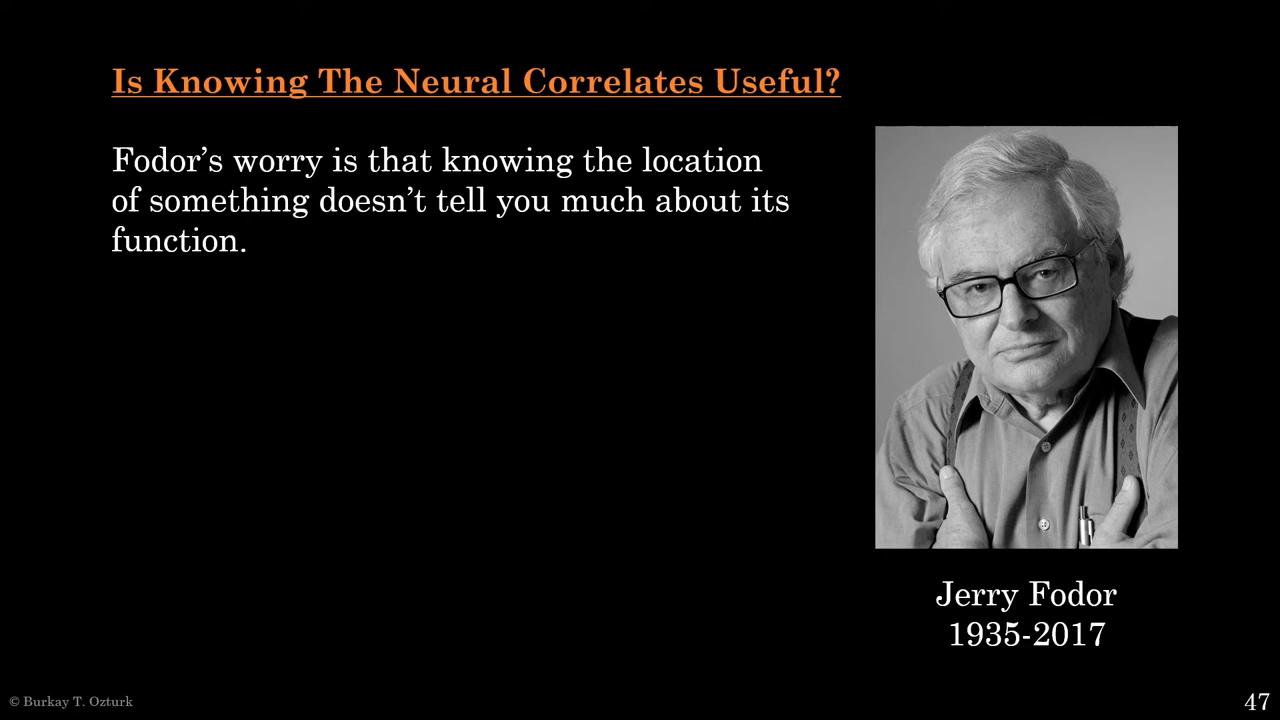 Is Knowing The Neural Correlates Useful?
Fodor’s worry is that knowing the location
of something doesn’t tell you much about its
function.
Jerry Fodor
1935-2017
© Burkay T. Ozturk
47